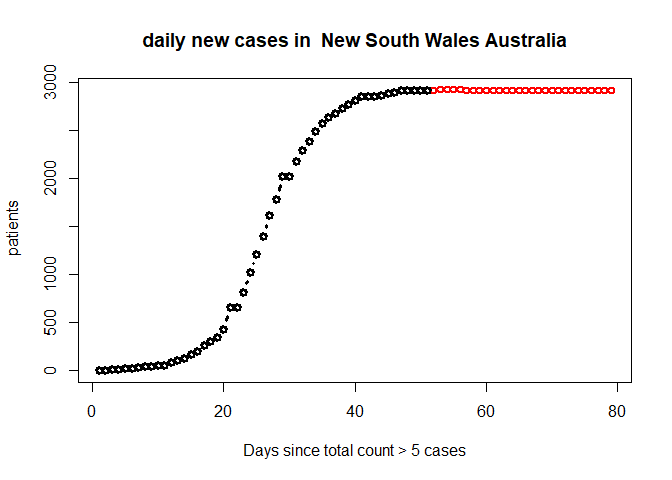 daily new cases in  New South Wales Australia
3000
2000
1000
500
0
patients
0 20 40 60 80
Days since total count > 5 cases